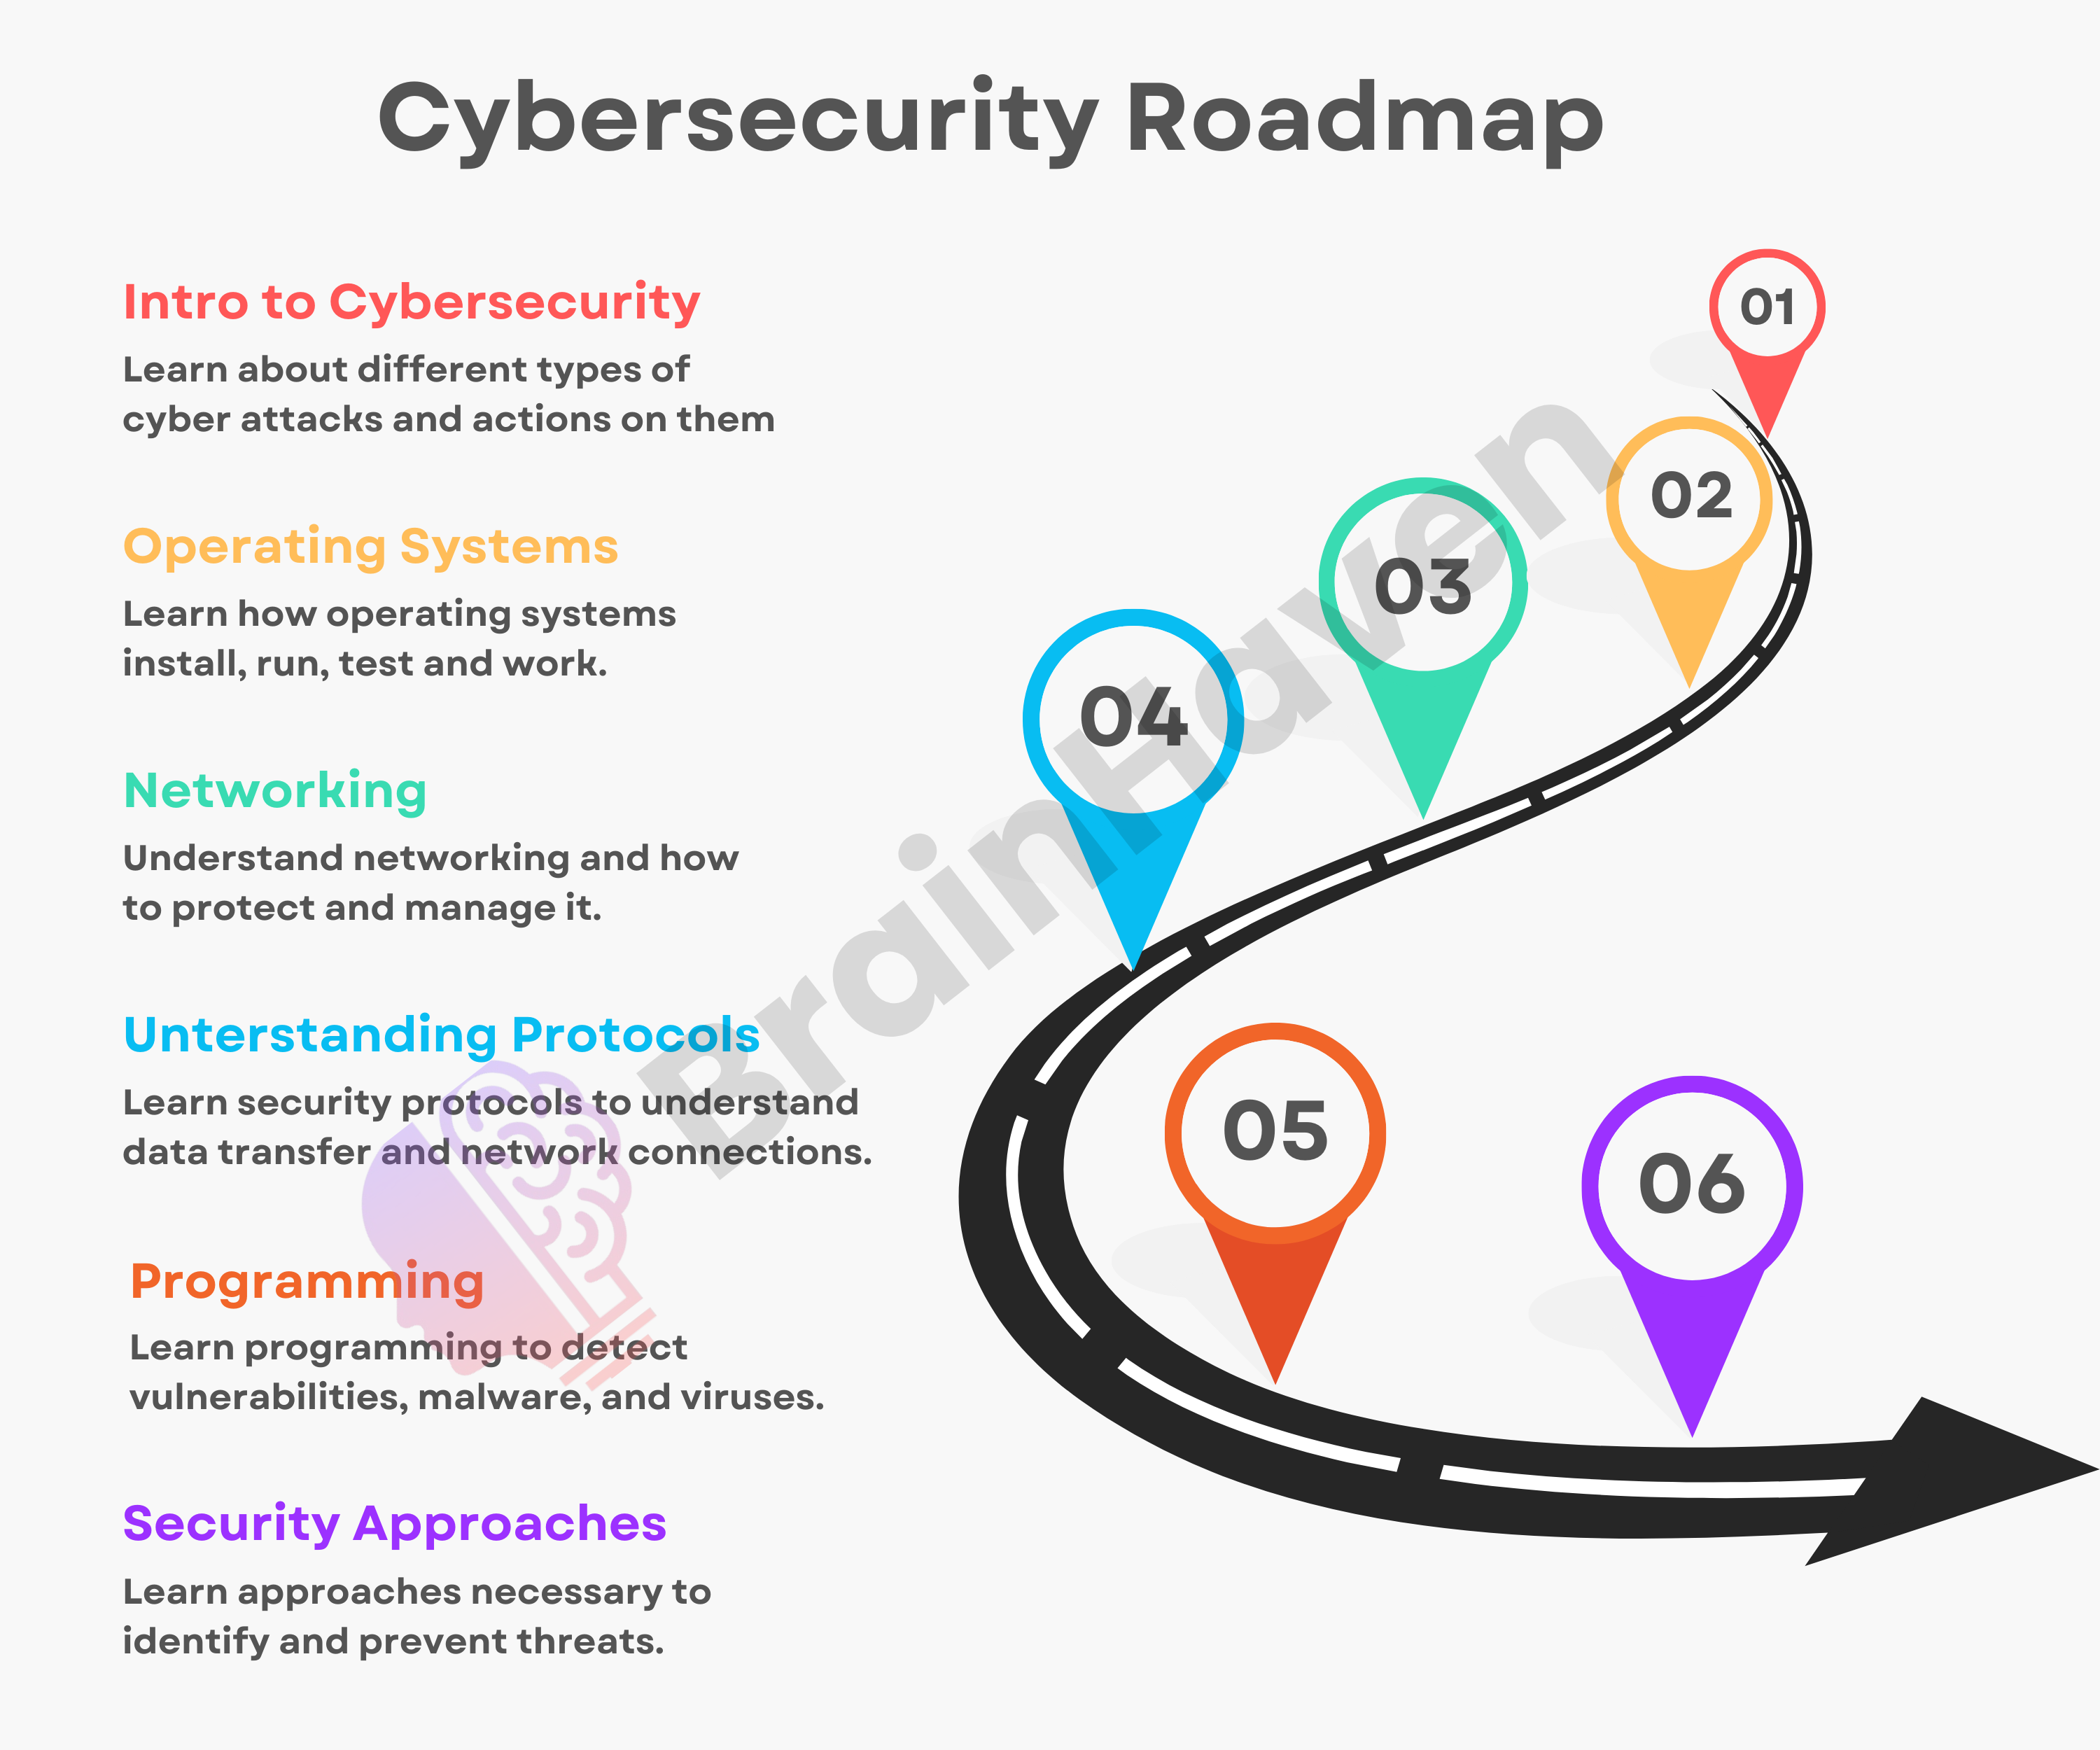 Cybersecurity Roadmap
Intro to Cybersecurity
Learn about different types of
cyber attacks and actions on them
Operating Systems
Learn how operating systems
install, run, test and work.
Networking
Understand networking and how
to protect and manage it.
Unterstanding Protocols
Learn security protocols to understand
data transfer and network connections.
Programming
Learn programming to detect
vulnerabilities, malware, and viruses.
Security Approaches
Learn approaches necessary to
identify and prevent threats.
01
02
03
04
05
06
BrainHaven